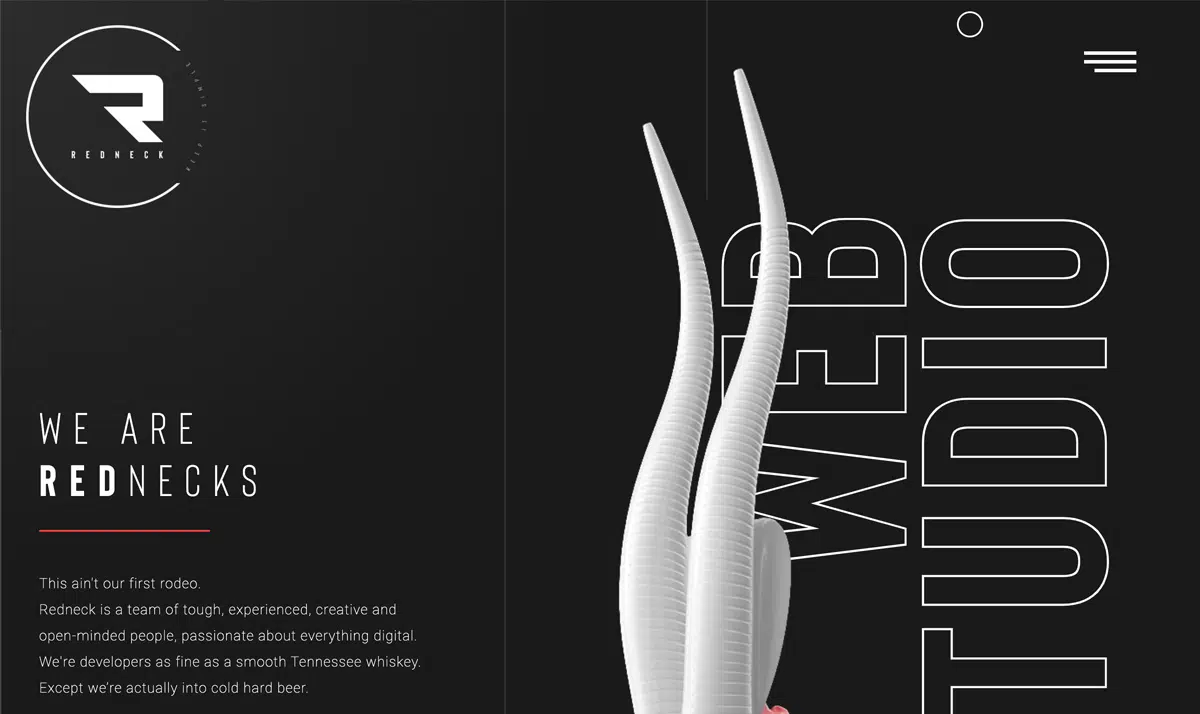 REDNECK
WE ARE
REDNECKS
This ain't our first rodeo.
Redneck is a team of tough, experienced, creative and
open-minded people, passionate about everything digital.
We're developers as fine as a smooth Tennessee whiskey.
Except we’re actually into cold hard beer.
WEB
TUDIO